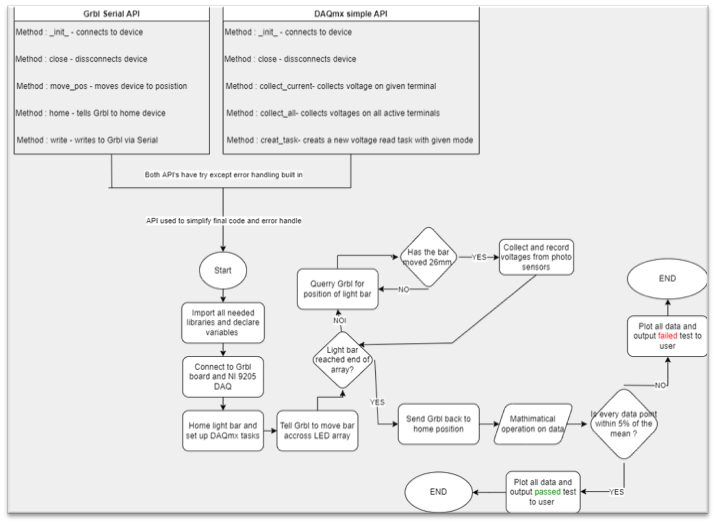 Grbl Serial API
Method : _init_ - connects to device
Method : close - dissconnects device
Method : move_pos - moves device to posistion
Method : home - tells Grbl to home device
Method : write - writes to Grbl via Serial
DAQmx simple API
Method : _init_ - connects to device
Method : close - dissconnects device
Method : collect_current- collects voltage on given terminal
Method : collect_all- collects voltages on all active terminals
Method : creat_task- creats a new voltage read task with given mode
Both API's have try except error handling built in
API used to simplify final code and error handle
Start
Import all needed
libraries and declare
variables
Connect to Grbl
board and NI 9205
DAQ
Home light bar and
set up DAQmx tasks
Tell Grbl to move bar
accross LED array
Light bar
reached end of
array?
NOI
Querry Grbl for
position of light bar
Has the bar
moved 26mm
NO
YES
Collect and record
voltages from photo
sensors
YES
Send Grbl back to
home position
Mathimatical
operation on data
Is every data point
within 5% of the
mean ?
NO
Plot all data and
output failed test to
user
END
YES
Plot all data and
output passed test
to user
END